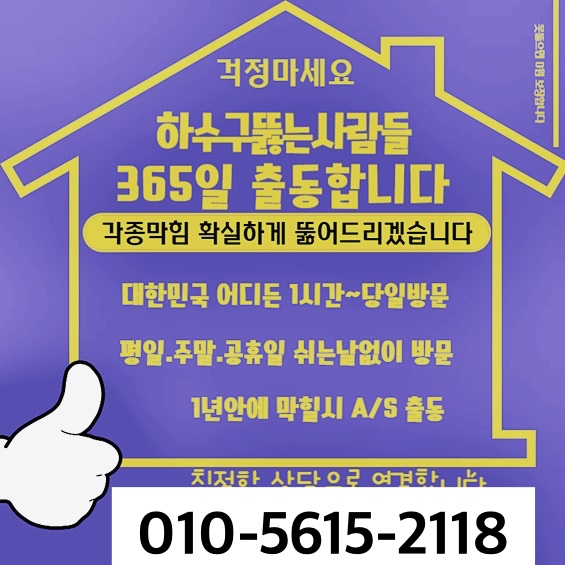 걱정마세요
하수구뚫는사람들
365일 출동합니다
각종막힘 확실하게 뚫어드리겠습니다
대한민국 어디든 1시간~당일방문
평일.주말.공휴일 쉬는날없이 방문
1년안에 막힐시 A/S 출동
친절한 상담으로 연결합니다
010-5615-2118